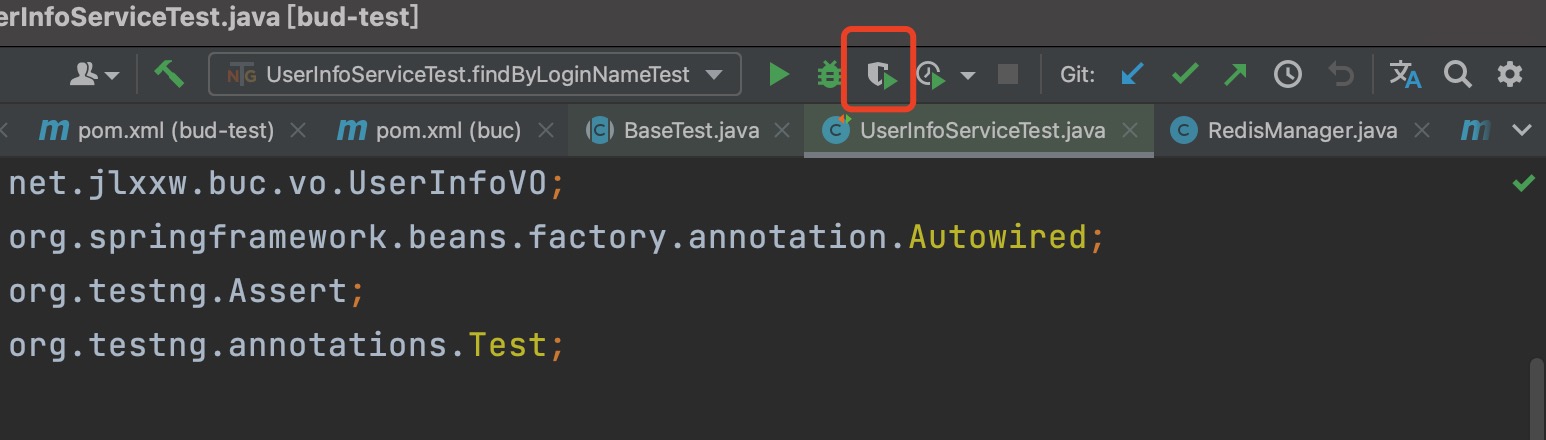 erInfoServiceTest.java [bud-test]
NTG UserInfoServiceTest.findByLoginNameTest Git:
m pom.xml (bud-test) m pom.xml (buc) C BaseTest.java C UserInfoServiceTest.java C RedisManager.java m
net.jlxxw.buc.vo.UserInfoVO;
org.springframework.beans.factory.annotation.Autowired;
org.testng.Assert;
org.testng.annotations.Test;